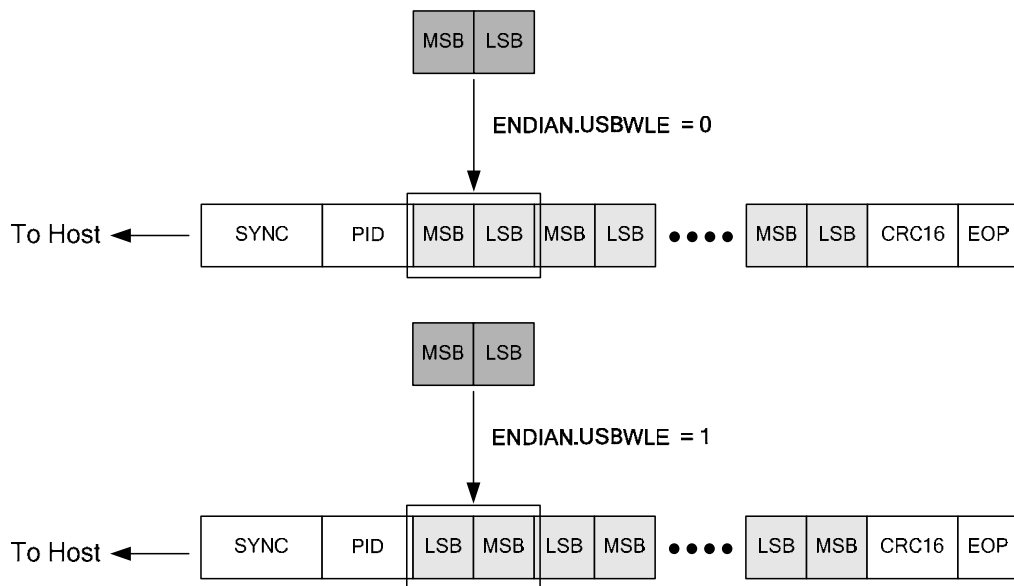 MSB LSB
ENDIAN.USBWLE = 0
To Host SYNC PID MSB LSB MSB LSB MSB LSB CRC16 EOP
MSB LSB
ENDIAN.USBWLE = 1
To Host SYNC PID LSB MSB LSB MSB LSB MSB CRC16 EOP